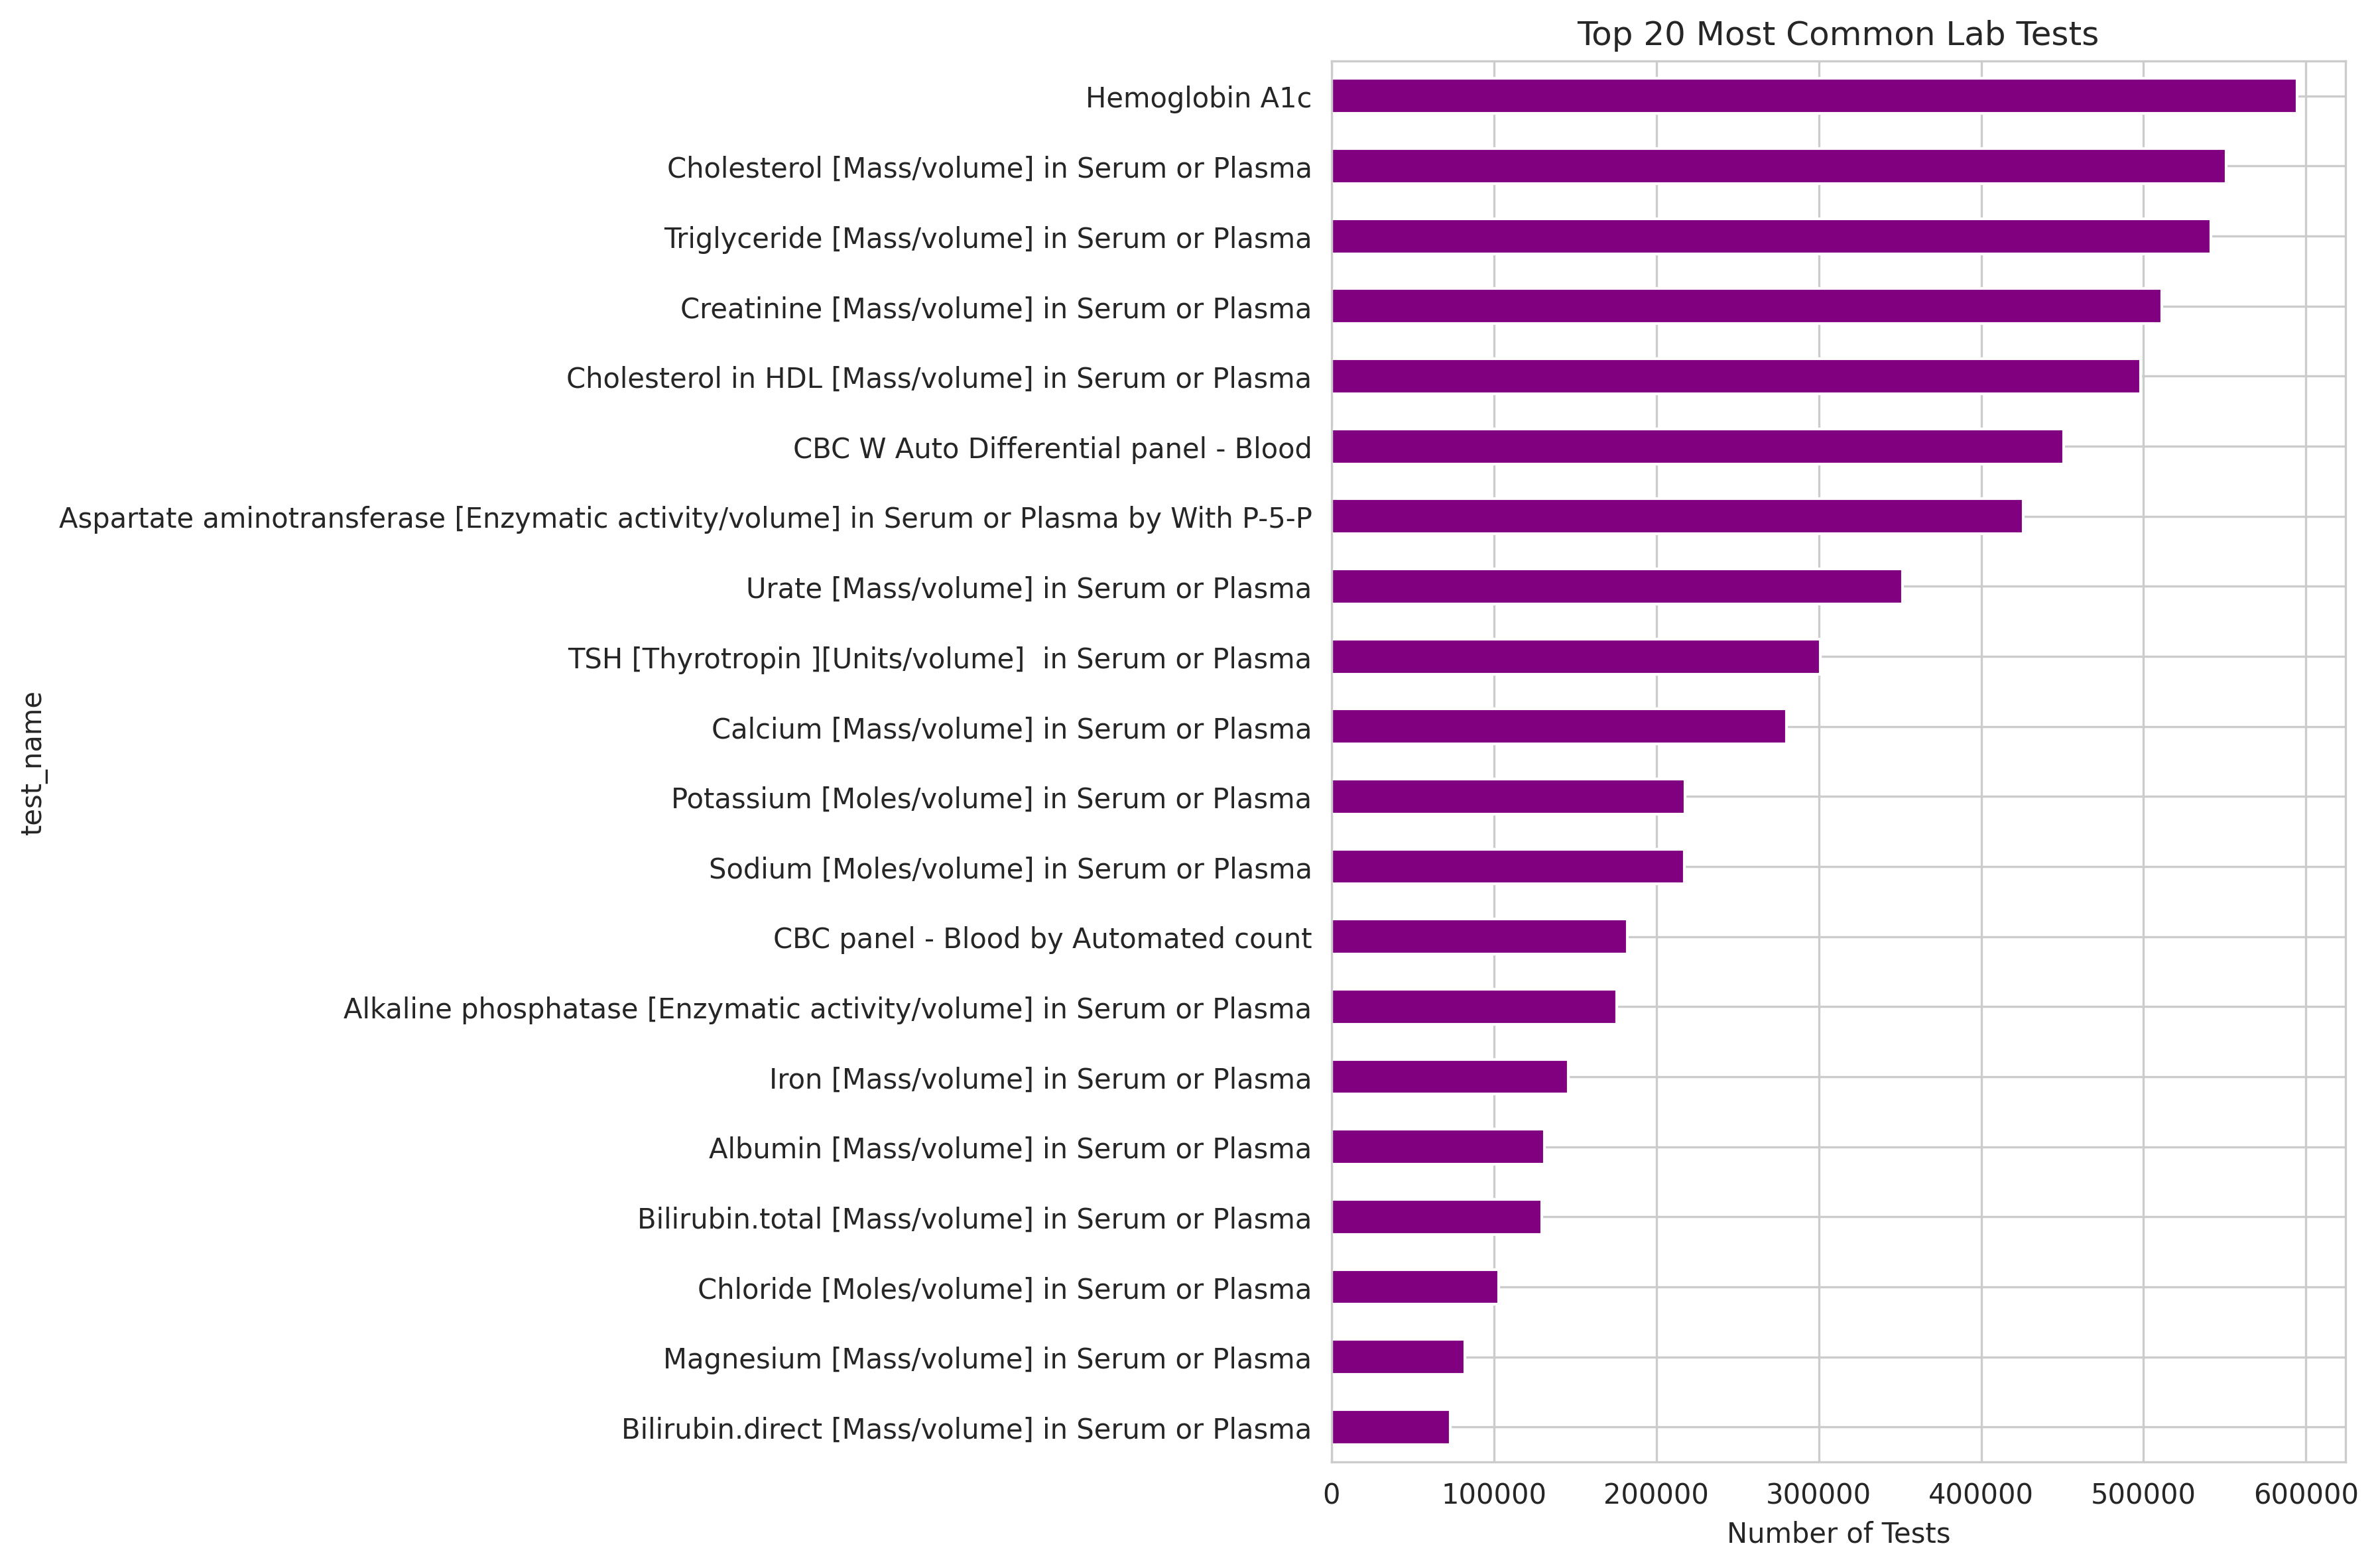 Top 20 Most Common Lab Tests
Hemoglobin A1c
Cholesterol [Mass/volume] in Serum or Plasma
Triglyceride [Mass/volume] in Serum or Plasma
Creatinine [Mass/volume] in Serum or Plasma
Cholesterol in HDL [Mass/volume] in Serum or Plasma
CBC W Auto Differential panel - Blood
Aspartate aminotransferase [Enzymatic activity/volume] in Serum or Plasma by With P-5-P
Urate [Mass/volume] in Serum or Plasma
TSH [Thyrotropin ][Units/volume]  in Serum or Plasma
Calcium [Mass/volume] in Serum or Plasma
Potassium [Moles/volume] in Serum or Plasma
Sodium [Moles/volume] in Serum or Plasma
CBC panel - Blood by Automated count
Alkaline phosphatase [Enzymatic activity/volume] in Serum or Plasma
Iron [Mass/volume] in Serum or Plasma
Albumin [Mass/volume] in Serum or Plasma
Bilirubin.total [Mass/volume] in Serum or Plasma
Chloride [Moles/volume] in Serum or Plasma
Magnesium [Mass/volume] in Serum or Plasma
Bilirubin.direct [Mass/volume] in Serum or Plasma
test_name
0 100000 200000 300000 400000 500000 600000
Number of Tests